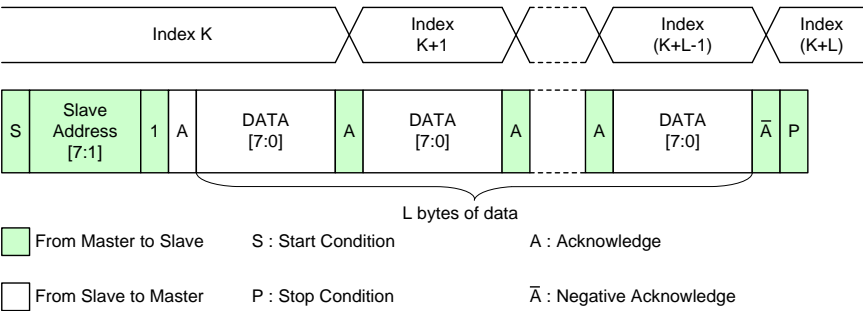 Index K
Index
K+1
Index
(K+L-1)
Index
(K+L)
S
Slave
Address
[7:1]
1
A
DATA
[7:0]
A
DATA
[7:0]
A
A
DATA
[7:0]
A̅
P
L bytes of data
From Master to Slave
S : Start Condition
A : Acknowledge
From Slave to Master
P : Stop Condition
A̅ : Negative Acknowledge